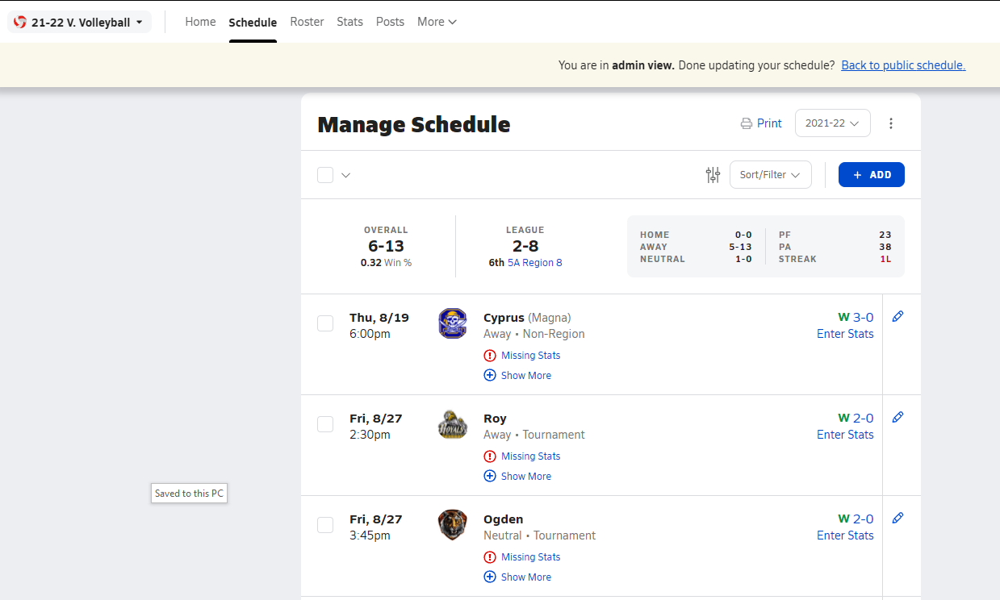 21-22 V. Volleyball
Home Schedule Roster Stats Posts More
You are in admin view. Done updating your schedule? Back to public schedule.
Manage Schedule
Print
2021-22
Sort/Filter
+ ADD
OVERALL
6-13
0.32 Win %
LEAGUE
2-8
6th 5A Region 8
HOME 0-0
AWAY 5-13
NEUTRAL 1-0
PF 23
PA 38
STREAK 1L
Thu, 8/19
6:00pm
Cyprus (Magna)
Away • Non-Region
Missing Stats
Show More
W 3-0
Enter Stats
Fri, 8/27
2:30pm
ROYALS
Roy
Away • Tournament
Missing Stats
Show More
W 2-0
Enter Stats
Saved to this PC
Fri, 8/27
3:45pm
Ogden
Neutral • Tournament
Missing Stats
Show More
W 2-0
Enter Stats